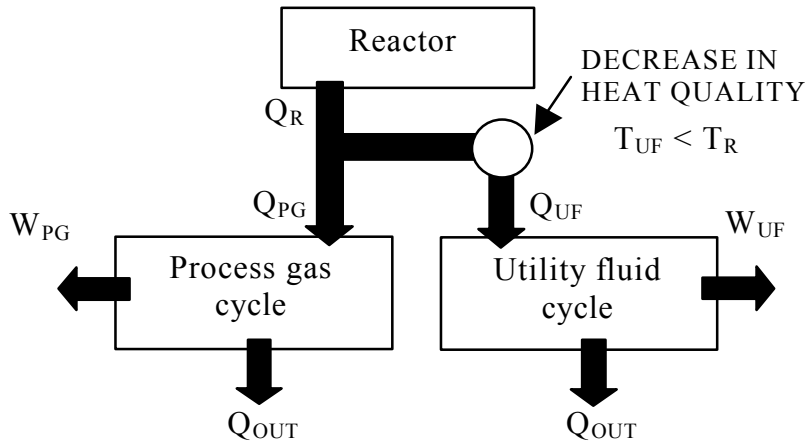 Reactor
DECREASE IN
HEAT QUALITY
Q_R
T_UF < T_R
Q_PG
Q_UF
W_PG
W_UF
Process gas
cycle
Utility fluid
cycle
Q_OUT
Q_OUT